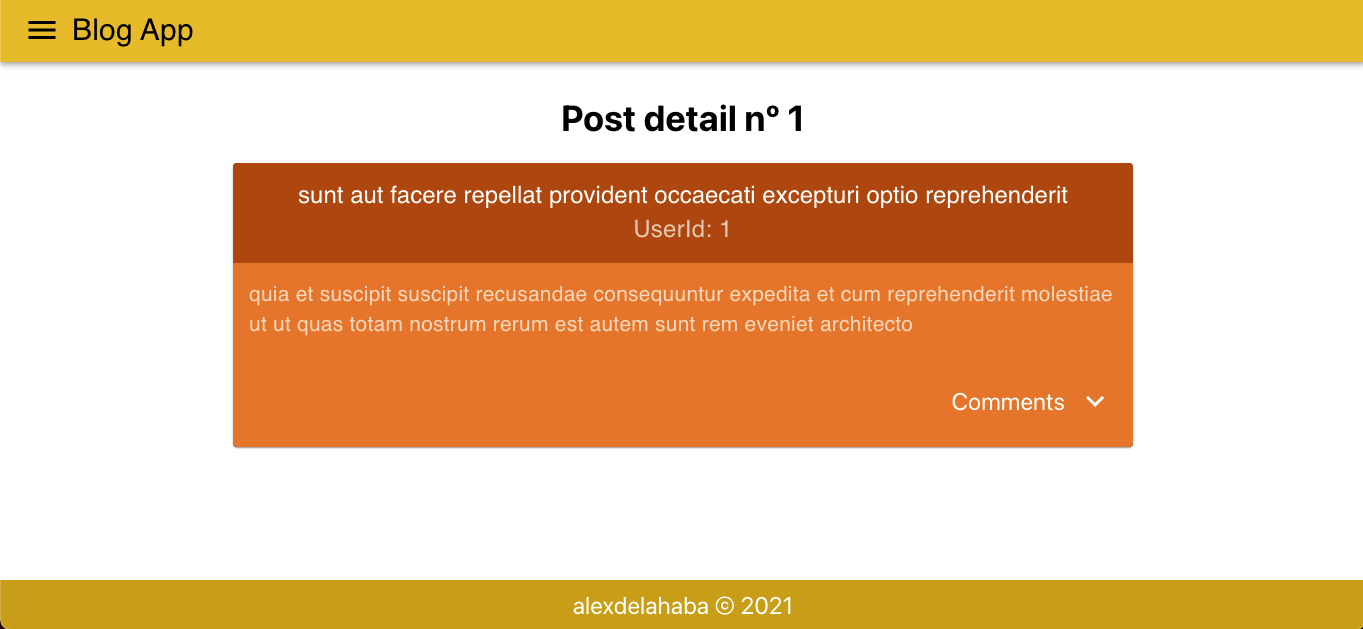 Blog App
Post detail nº 1
sunt aut facere repellat provident occaecati excepturi optio reprehenderit
UserId: 1
quia et suscipit suscipit recusandae consequuntur expedita et cum reprehenderit molestiae
ut ut quas totam nostrum rerum est autem sunt rem eveniet architecto
Comments
alexdelahaba © 2021